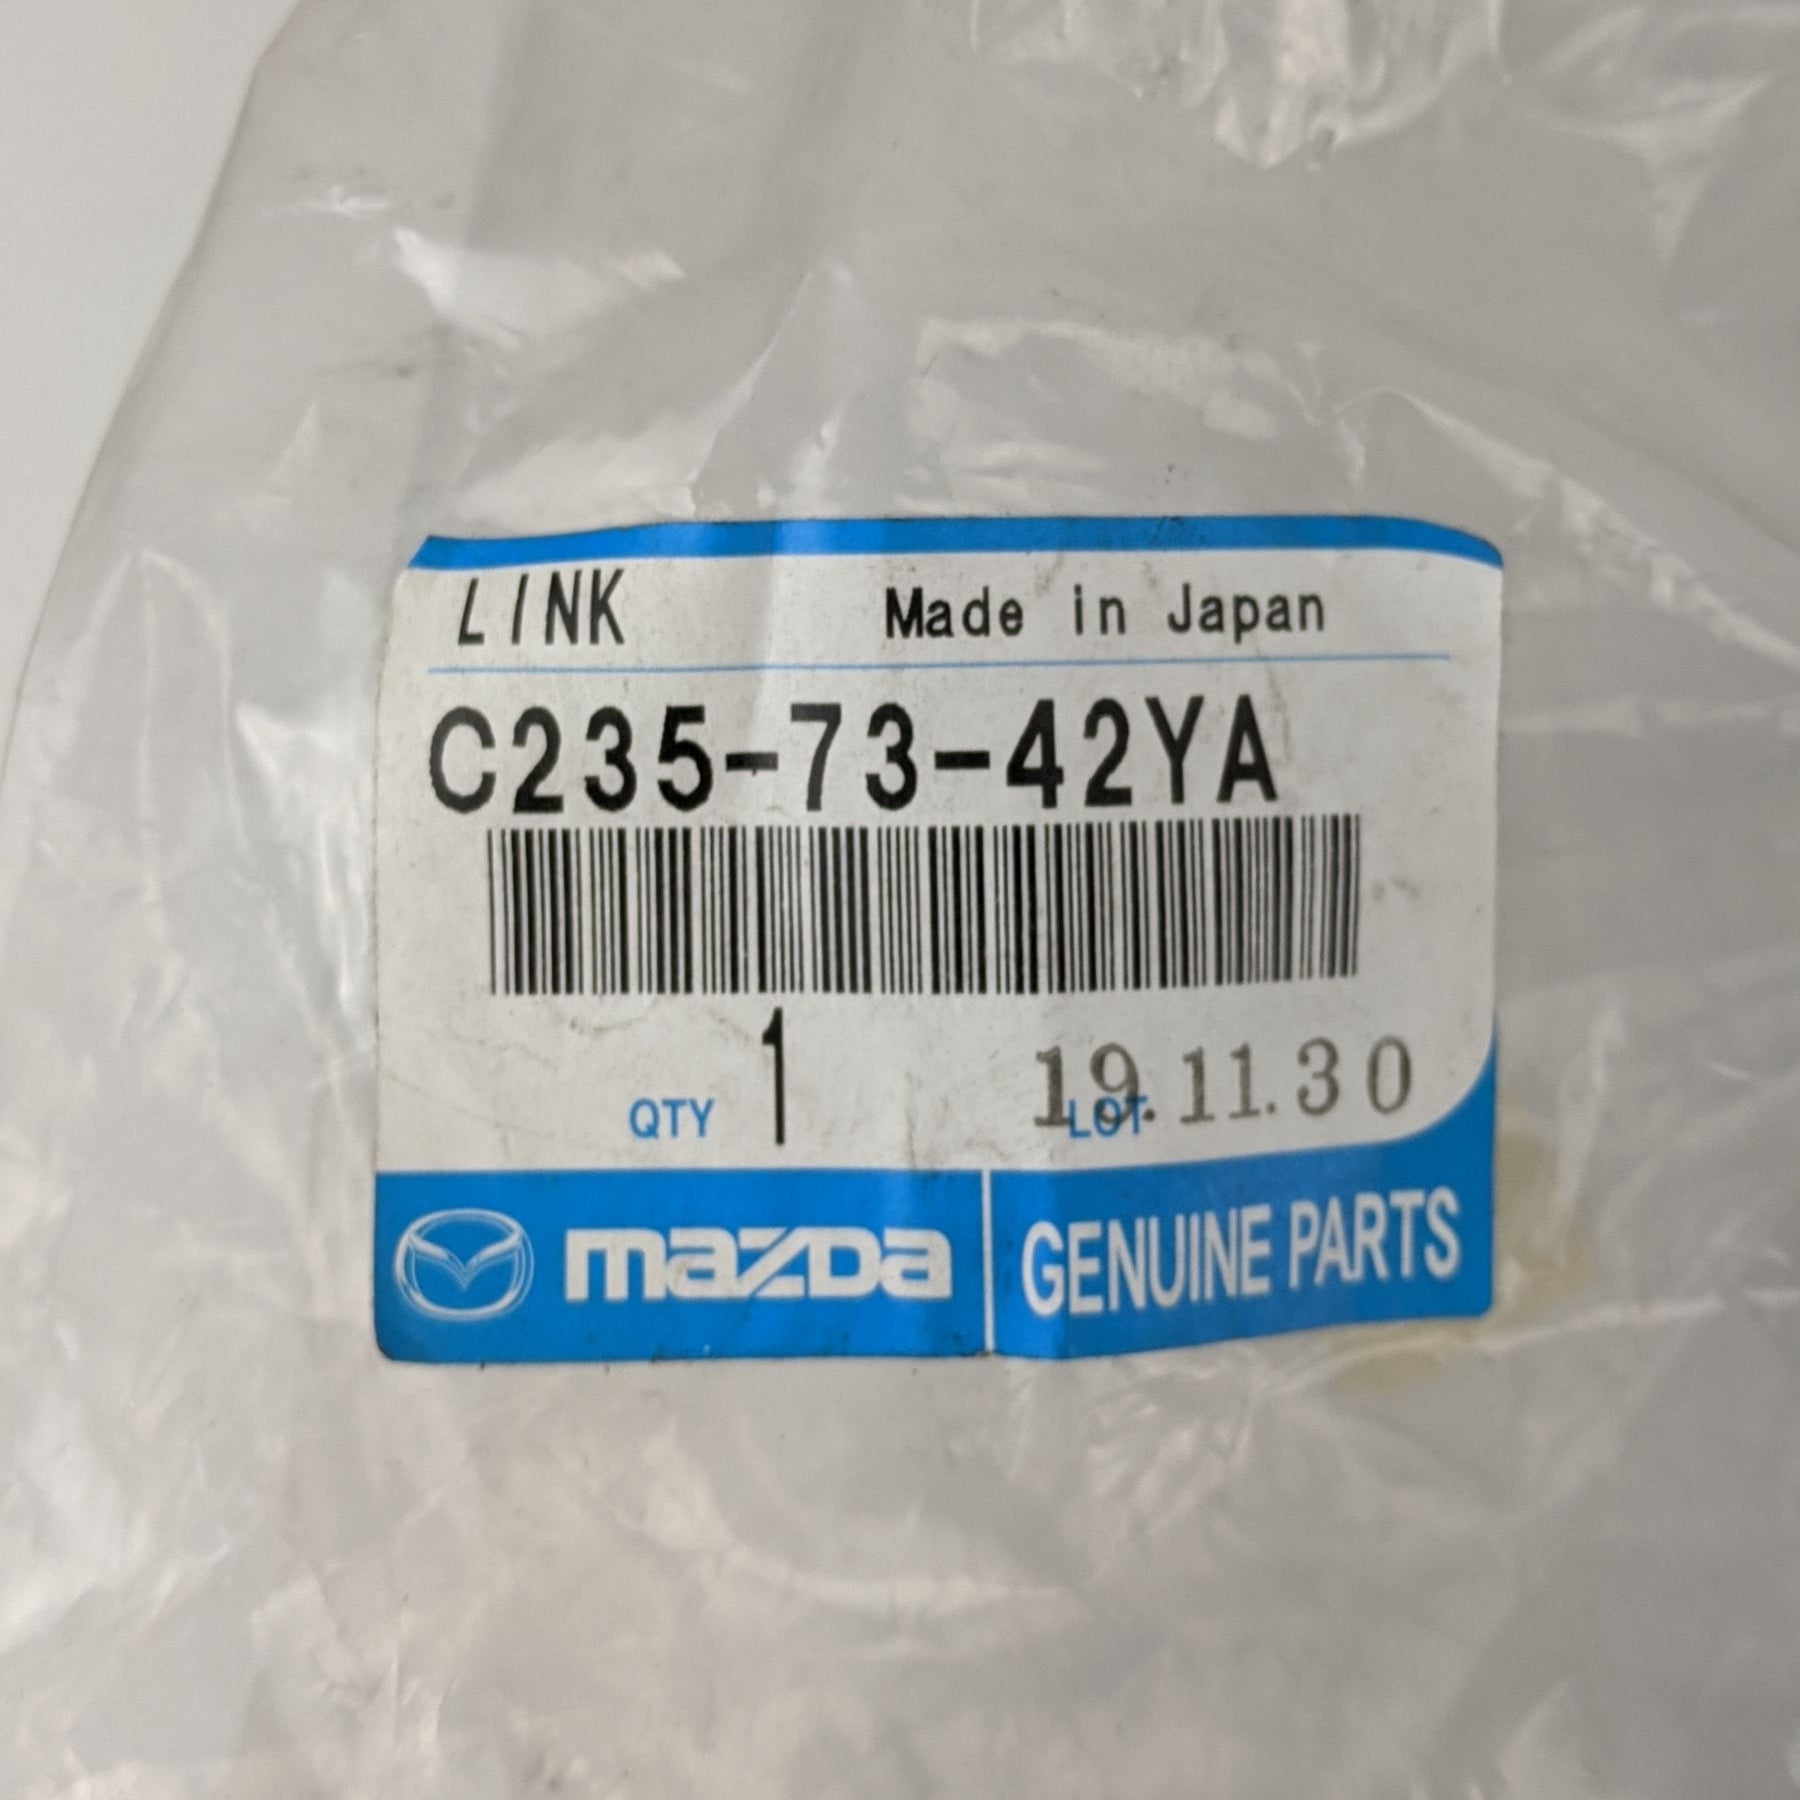 LINK Made in Japan
C235-73-42YA
QTY 1 LOT 19.11.30
mazda GENUINE PARTS